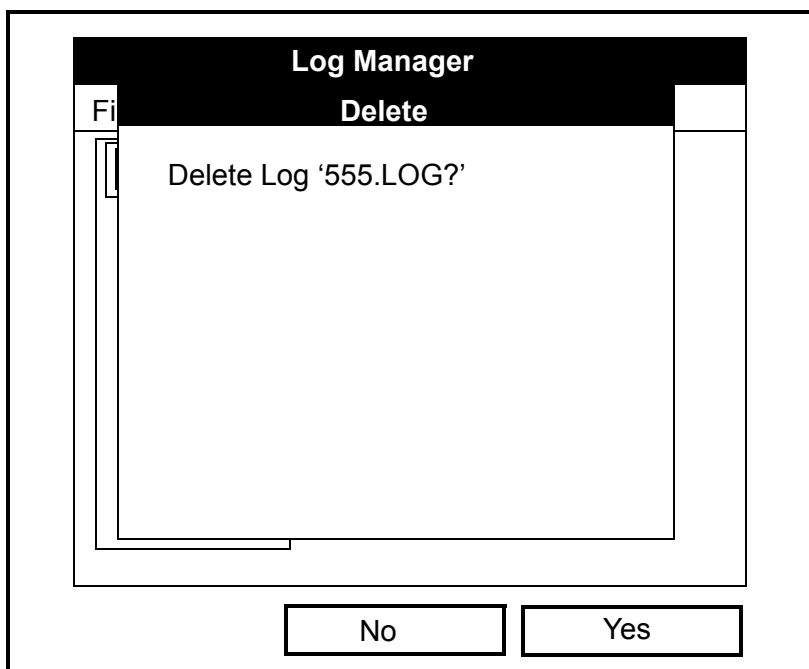 Log Manager
Fi
Delete
Delete Log ‘555.LOG?’
No
Yes